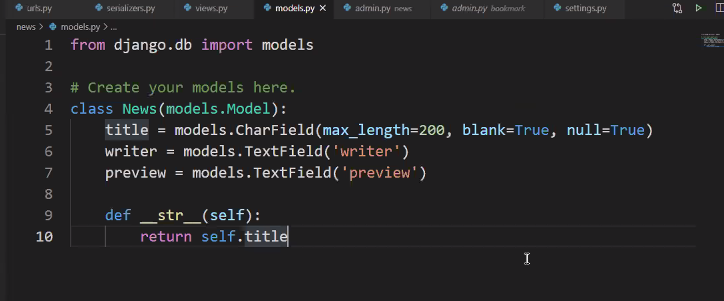 urls.py serializers.py views.py models.py × admin.py news admin.py bookmark settings.py
news > models.py > ...
1 from django.db import models
2
3 # Create your models here.
4 class News(models.Model):
5     title = models.CharField(max_length=200, blank=True, null=True)
6     writer = models.TextField('writer')
7     preview = models.TextField('preview')
8
9     def __str__(self):
10         return self.title